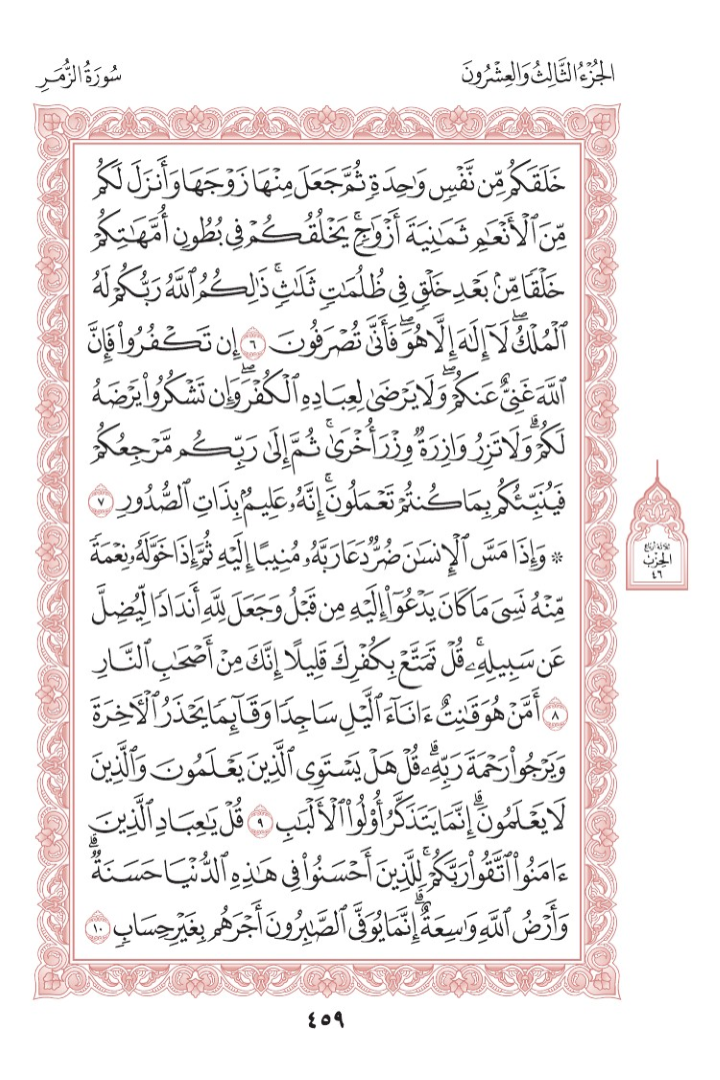 الجُزْءُ الثَّالِثُ وَالعِشْرُونَ
سُورَةُ الزُّمَر
خَلَقَكُم مِّن نَّفْسٖ وَٰحِدَةٖ ثُمَّ جَعَلَ مِنْهَا زَوْجَهَا وَأَنزَلَ لَكُم
مِّنَ ٱلْأَنْعَٰمِ ثَمَٰنِيَةَ أَزْوَٰجٖۚ يَخْلُقُكُمْ فِي بُطُونِ أُمَّهَٰتِكُمْ
خَلْقٗا مِّنۢ بَعْدِ خَلْقٖ فِي ظُلُمَٰتٖ ثَلَٰثٖۚ ذَٰلِكُمُ ٱللَّهُ رَبُّكُمْ لَهُ
ٱلْمُلْكُۖ لَآ إِلَٰهَ إِلَّا هُوَۖ فَأَنَّىٰ تُصْرَفُونَ ٦ إِن تَكْفُرُوا۟ فَإِنَّ
ٱللَّهَ غَنِيٌّ عَنكُمْۖ وَلَا يَرْضَىٰ لِعِبَادِهِ ٱلْكُفْرَۖ وَإِن تَشْكُرُوا۟ يَرْضَهُ
لَكُمْۗ وَلَا تَزِرُ وَازِرَةٞ وِزْرَ أُخْرَىٰۚ ثُمَّ إِلَىٰ رَبِّكُم مَّرْجِعُكُمْ
فَيُنَبِّئُكُم بِمَا كُنتُمْ تَعْمَلُونَۚ إِنَّهُۥ عَلِيمُۢ بِذَاتِ ٱلصُّدُورِ ٧
۞ وَإِذَا مَسَّ ٱلْإِنسَٰنَ ضُرّٞ دَعَا رَبَّهُۥ مُنِيبًا إِلَيْهِ ثُمَّ إِذَا خَوَّلَهُۥ نِعْمَةٗ
مِّنْهُ نَسِيَ مَا كَانَ يَدْعُوٓا۟ إِلَيْهِ مِن قَبْلُ وَجَعَلَ لِلَّهِ أَندَادٗا لِّيُضِلَّ
عَن سَبِيلِهِۦۚ قُلْ تَمَتَّعْ بِكُفْرِكَ قَلِيلًا إِنَّكَ مِنْ أَصْحَٰبِ ٱلنَّارِ
٨ أَمَّنْ هُوَ قَٰنِتٌ ءَانَآءَ ٱلَّيْلِ سَاجِدٗا وَقَآئِمٗا يَحْذَرُ ٱلْأٓخِرَةَ
وَيَرْجُوا۟ رَحْمَةَ رَبِّهِۦۗ قُلْ هَلْ يَسْتَوِي ٱلَّذِينَ يَعْلَمُونَ وَٱلَّذِينَ
لَا يَعْلَمُونَۗ إِنَّمَا يَتَذَكَّرُ أُو۟لُوا۟ ٱلْأَلْبَٰبِ ٩ قُلْ يَٰعِبَادِ ٱلَّذِينَ
ءَامَنُوا۟ ٱتَّقُوا۟ رَبَّكُمْۚ لِلَّذِينَ أَحْسَنُوا۟ فِي هَٰذِهِ ٱلدُّنْيَا حَسَنَةٞۗ
وَأَرْضُ ٱللَّهِ وَٰسِعَةٌۗ إِنَّمَا يُوَفَّى ٱلصَّٰبِرُونَ أَجْرَهُم بِغَيْرِ حِسَابٖ ١٠
ثلاثة أرباع
الحِزْبِ
٤٦
٤٥٩